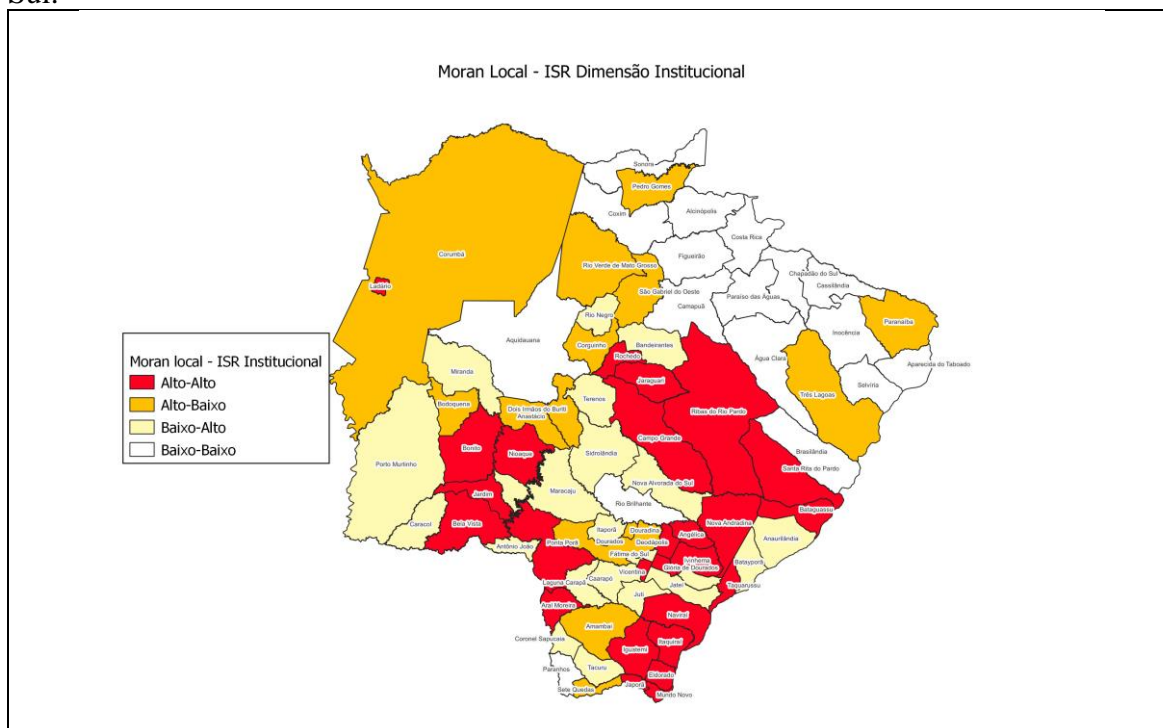 Sul.
Moran Local - ISR Dimensão Institucional
Sonora
Pedro Gomes
Coxim
Alcinópolis
Costa Rica
Corumbá
Figueirão
Rio Verde de Mato Grosso
Chapadão do Sul
Cassilândia
Ladário
São Gabriel do Oeste
Camapuã
Paraíso das Águas
Rio Negro
Inocência
Paranaíba
Aquidauana
Corguinho
Bandeirantes
Rochedo
Água Clara
Aparecida do Taboado
Moran local - ISR Institucional
Alto-Alto
Alto-Baixo
Baixo-Alto
Baixo-Baixo
Miranda
Jaraguari
Selvíria
Três Lagoas
Bodoquena
Terenos
Dois Irmãos do Buriti
Anastácio
Ribas do Rio Pardo
Campo Grande
Bonito
Nioaque
Sidrolândia
Brasilândia
Santa Rita do Pardo
Porto Murtinho
Nova Alvorada do Sul
Maracaju
Jardim
Rio Brilhante
Bataguassu
Caracol
Bela Vista
Nova Andradina
Itaporã
Douradina
Angélica
Anaurilândia
Antônio João
Ponta Porã
Dourados
Deodápolis
Fátima do Sul
Ivinhema
Glória de Dourados
Batayporã
Vicentina
Laguna Carapã
Caarapó
Jateí
Taquarussu
Juti
Aral Moreira
Naviraí
Amambai
Coronel Sapucaia
Itaquiraí
Iguatemi
Paranhos
Tacuru
Eldorado
Sete Quedas
Japorã
Mundo Novo